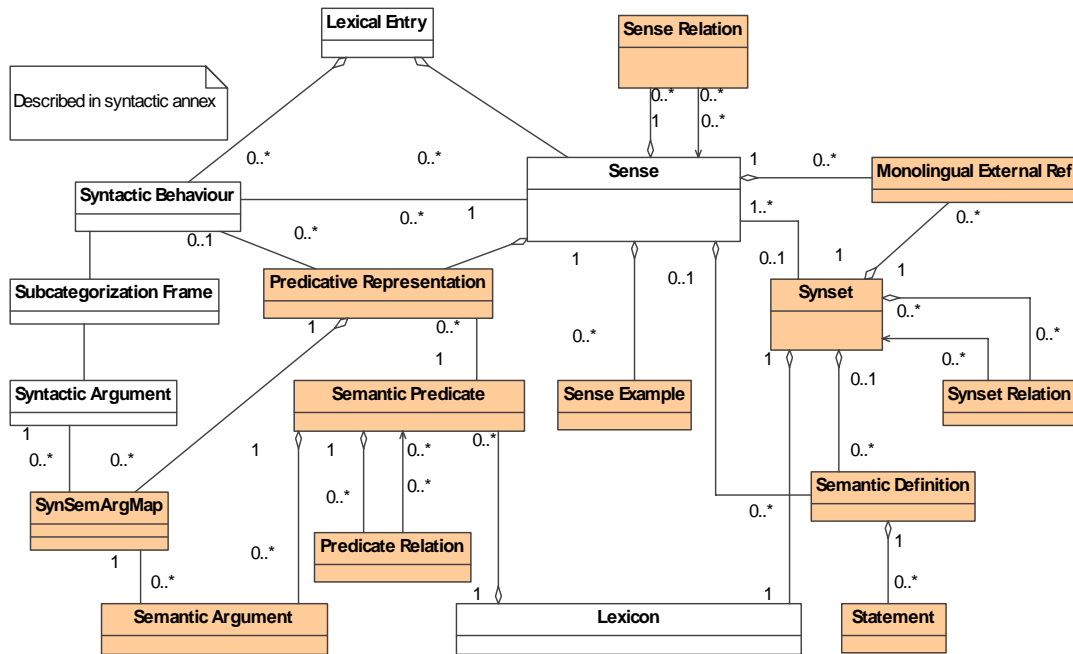 Lexical Entry
Sense Relation
Described in syntactic annex
0..*
0..*
1
0..*
0..*
0..*
1
0..*
Sense
Monolingual External Ref
Syntactic Behaviour
0..*
1
1..*
0..*
0..1
0..*
1
0..1
0..1
1
1
Predicative Representation
Subcategorization Frame
Synset
0..*
1
0..*
0..*
0..*
1
1
0..*
0..1
Syntactic Argument
Semantic Predicate
Sense Example
Synset Relation
1
0..*
0..*
1
1
0..*
0..*
0..*
0..*
0..*
SynSemArgMap
Semantic Definition
0..*
Predicate Relation
1
0..*
1
0..*
0..*
1
1
Semantic Argument
Lexicon
Statement